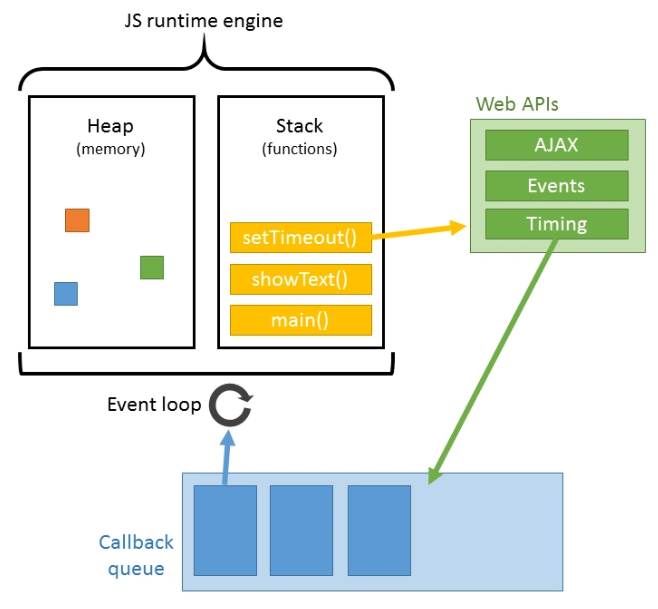 JS runtime engine
Heap
(memory)
Stack
(functions)
setTimeout()
showText()
main()
Web APIs
AJAX
Events
Timing
Event loop
Callback
queue